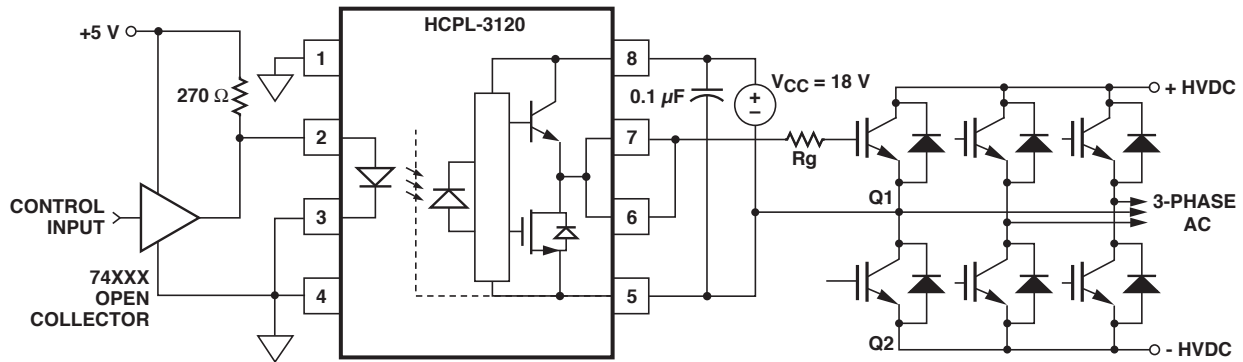 HCPL-3120
+5 V
270 Ω
1
2
3
4
8
7
6
5
0.1 µF
VCC = 18 V
+
–
Rg
+ HVDC
Q1
3-PHASE
AC
Q2
- HVDC
CONTROL
INPUT
74XXX
OPEN
COLLECTOR